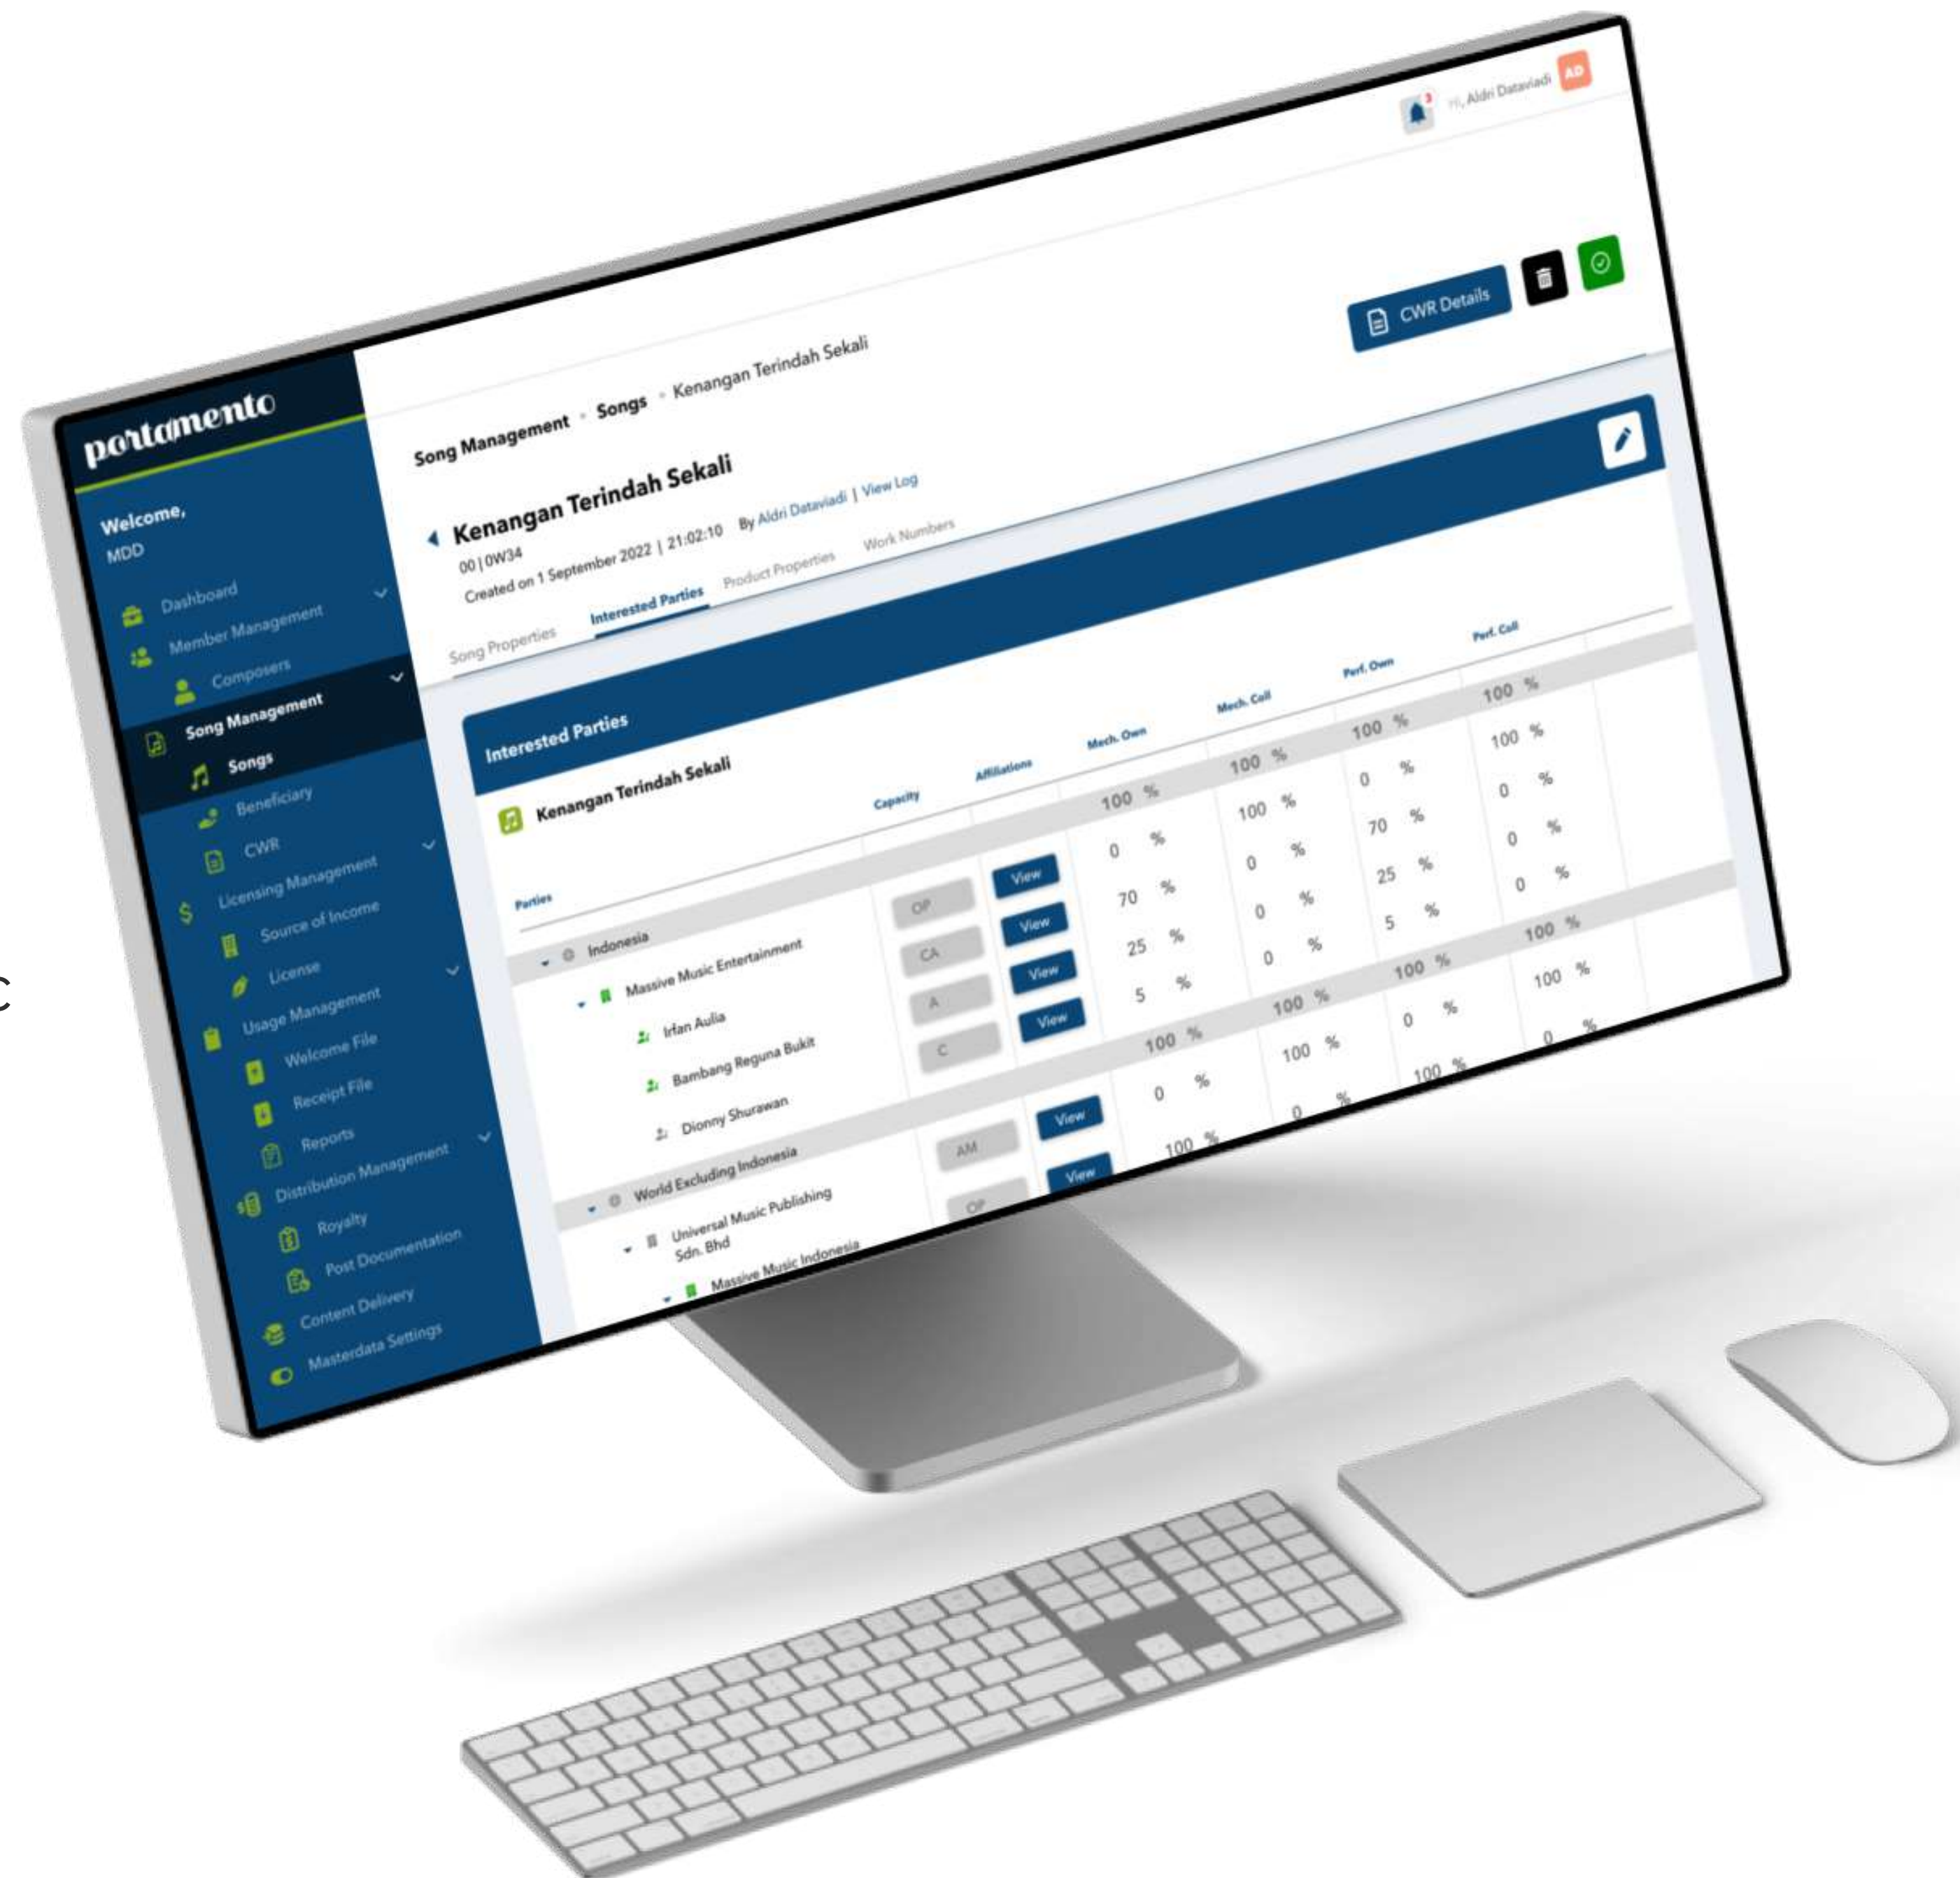 portamento
Welcome,
MDD
Dashboard
Member Management
Composers
Song Management
Songs
Beneficiary
CWR
Licensing Management
$ Source of Income
License
Usage Management
Welcome File
Receipt File
Reports
Distribution Management
Royalty
Post Documentation
Content Delivery
Masterdata Settings
3
Hi, Aldri Dataviadi AD
Song Management Songs Kenangan Terindah Sekali
CWR Details
Kenangan Terindah Sekali
00|0W34
Created on 1 September 2022 | 21:02:10 By Aldri Dataviadi | View Log
Song Properties Interested Parties Product Properties Work Numbers
Interested Parties
Kenangan Terindah Sekali
Parties Capacity Affiliations Mech. Own Mech. Coll Perf. Own Perf. Coll
Indonesia 100 % 100 % 100 % 100 %
Massive Music Entertainment OP View 0 % 100 % 0 % 100 %
Irfan Aulia CA View 70 % 0 % 70 % 0 %
Bambang Reguna Bukit A View 25 % 0 % 25 % 0 %
Dionny Shurawan C View 5 % 0 % 5 % 0 %
World Excluding Indonesia 100 % 100 % 100 % 100 %
Universal Music Publishing AM View 0 % 100 % 0 % 100 %
Sdn. Bhd
Massive Music Indonesia OP View 100 % 0 % 100 % 0 %